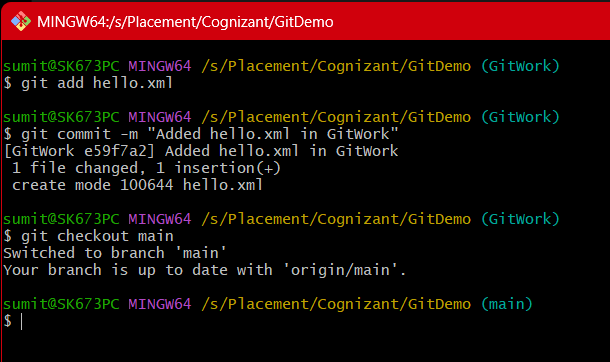 MINGW64:/s/Placement/Cognizant/GitDemo
sumit@SK673PC MINGW64 /s/Placement/Cognizant/GitDemo (GitWork)
$ git add hello.xml
sumit@SK673PC MINGW64 /s/Placement/Cognizant/GitDemo (GitWork)
$ git commit -m "Added hello.xml in GitWork"
[GitWork e59f7a2] Added hello.xml in GitWork
 1 file changed, 1 insertion(+)
 create mode 100644 hello.xml
sumit@SK673PC MINGW64 /s/Placement/Cognizant/GitDemo (GitWork)
$ git checkout main
Switched to branch 'main'
Your branch is up to date with 'origin/main'.
sumit@SK673PC MINGW64 /s/Placement/Cognizant/GitDemo (main)
$